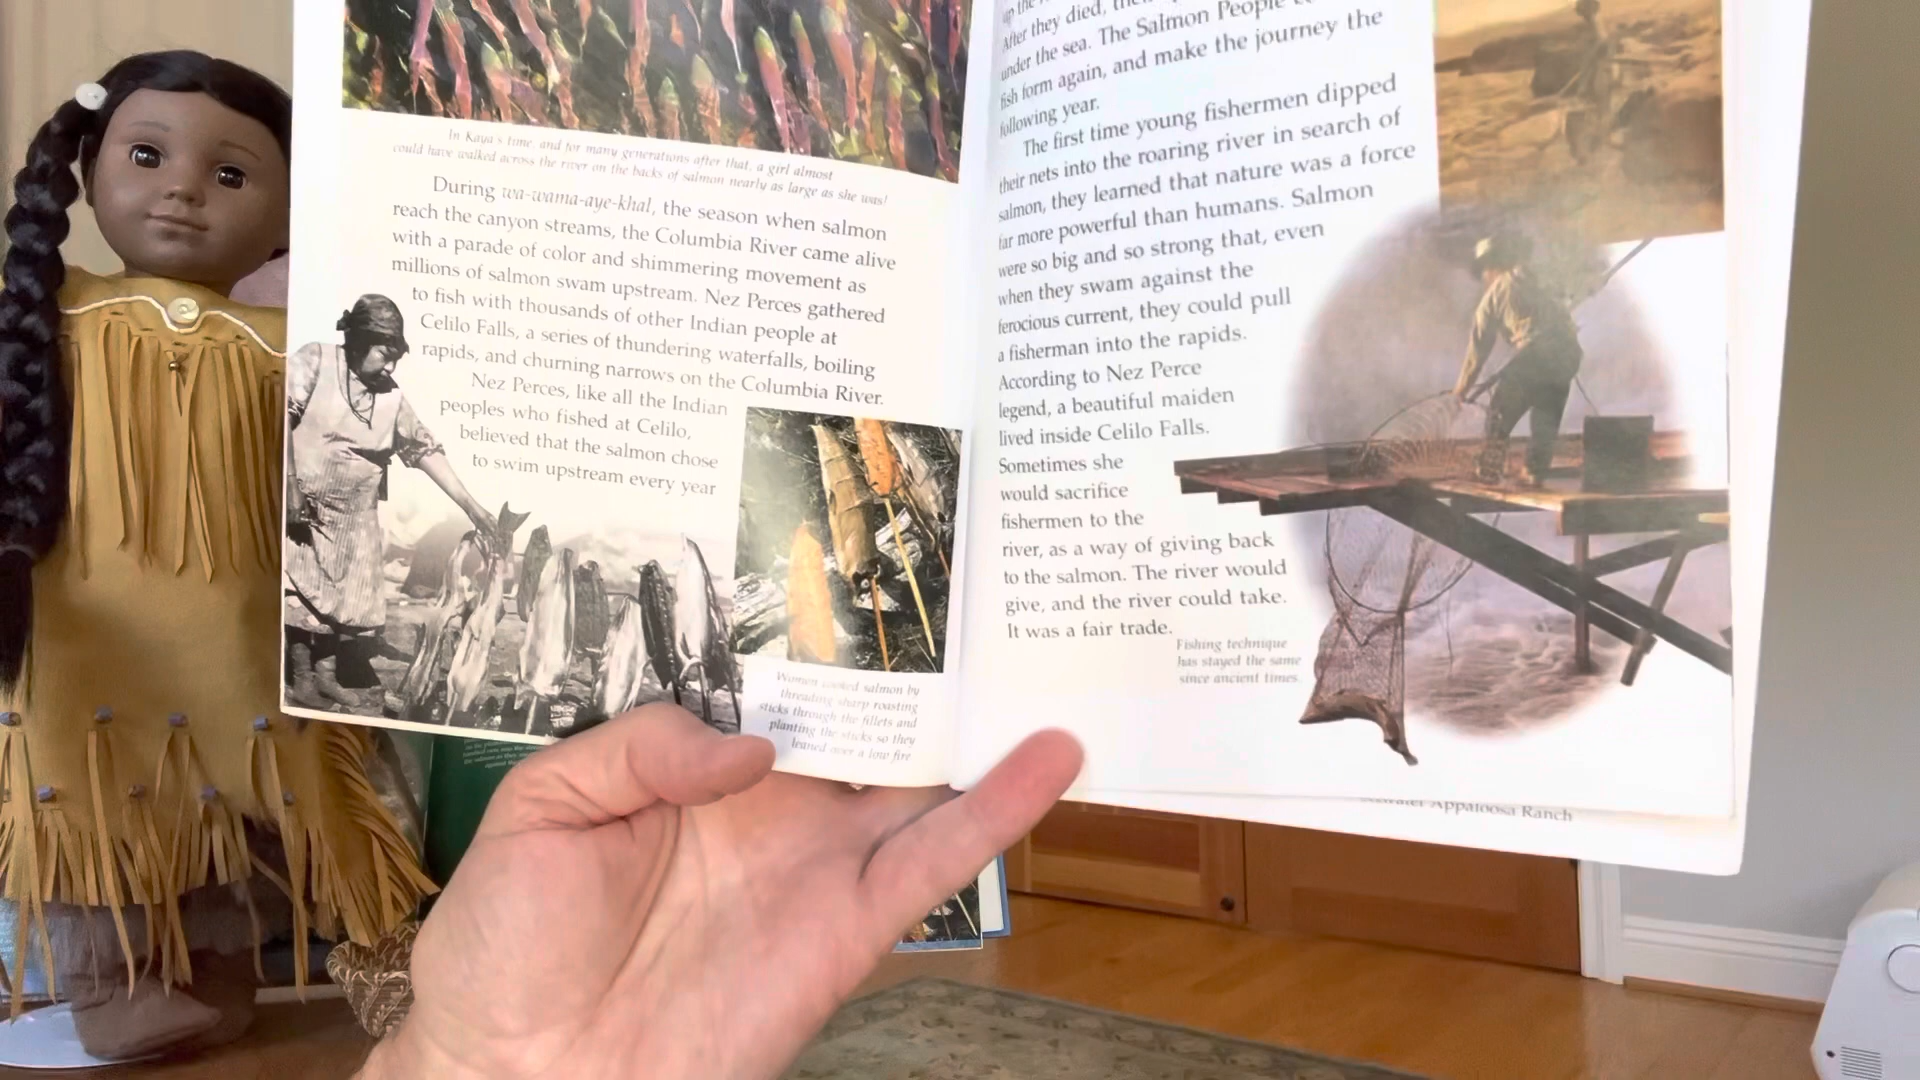 In Kaya's time, and for many generations after that, a girl almost
could have walked across the river on the backs of salmon nearly as large as she was!
During wa-wama-aye-khal, the season when salmon
reach the canyon streams, the Columbia River came alive
with a parade of color and shimmering movement as
millions of salmon swam upstream. Nez Perces gathered
to fish with thousands of other Indian people at
Celilo Falls, a series of thundering waterfalls, boiling
rapids, and churning narrows on the Columbia River.
Nez Perces, like all the Indian
peoples who fished at Celilo,
believed that the salmon chose
to swim upstream every year
Women cooked salmon by
threading sharp roasting
sticks through the fillets and
planting the sticks so they
leaned over a low fire
up the
After they died,
under the sea. The Salmon People
fish form again, and make the journey the
following year.
The first time young fishermen dipped
their nets into the roaring river in search of
salmon, they learned that nature was a force
far more powerful than humans. Salmon
were so big and so strong that, even
when they swam against the
ferocious current, they could pull
a fisherman into the rapids.
According to Nez Perce
legend, a beautiful maiden
lived inside Celilo Falls.
Sometimes she
would sacrifice
fishermen to the
river, as a way of giving back
to the salmon. The river would
give, and the river could take.
It was a fair trade.
Fishing technique
has stayed the same
since ancient times.
Appaloosa Ranch